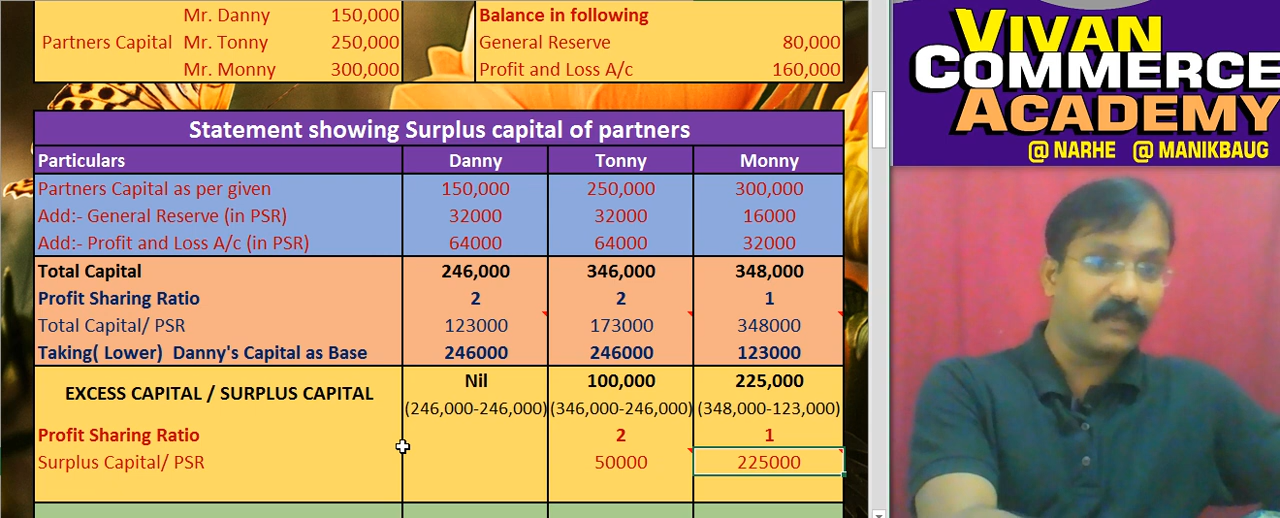 Mr. Danny 150,000
Partners Capital Mr. Tonny 250,000
Mr. Monny 300,000
Balance in following
General Reserve 80,000
Profit and Loss A/c 160,000
Statement showing Surplus capital of partners
Particulars Danny Tonny Monny
Partners Capital as per given 150,000 250,000 300,000
Add:- General Reserve (in PSR) 32000 32000 16000
Add:- Profit and Loss A/c (in PSR) 64000 64000 32000
Total Capital 246,000 346,000 348,000
Profit Sharing Ratio 2 2 1
Total Capital/ PSR 123000 173000 348000
Taking( Lower) Danny's Capital as Base 246000 246000 123000
EXCESS CAPITAL / SURPLUS CAPITAL Nil 100,000 225,000
(246,000-246,000) (346,000-246,000) (348,000-123,000)
Profit Sharing Ratio 2 1
Surplus Capital/ PSR 50000 225000
VIVAN
COMMERCE
ACADEMY
@ NARHE @ MANIKBAUG